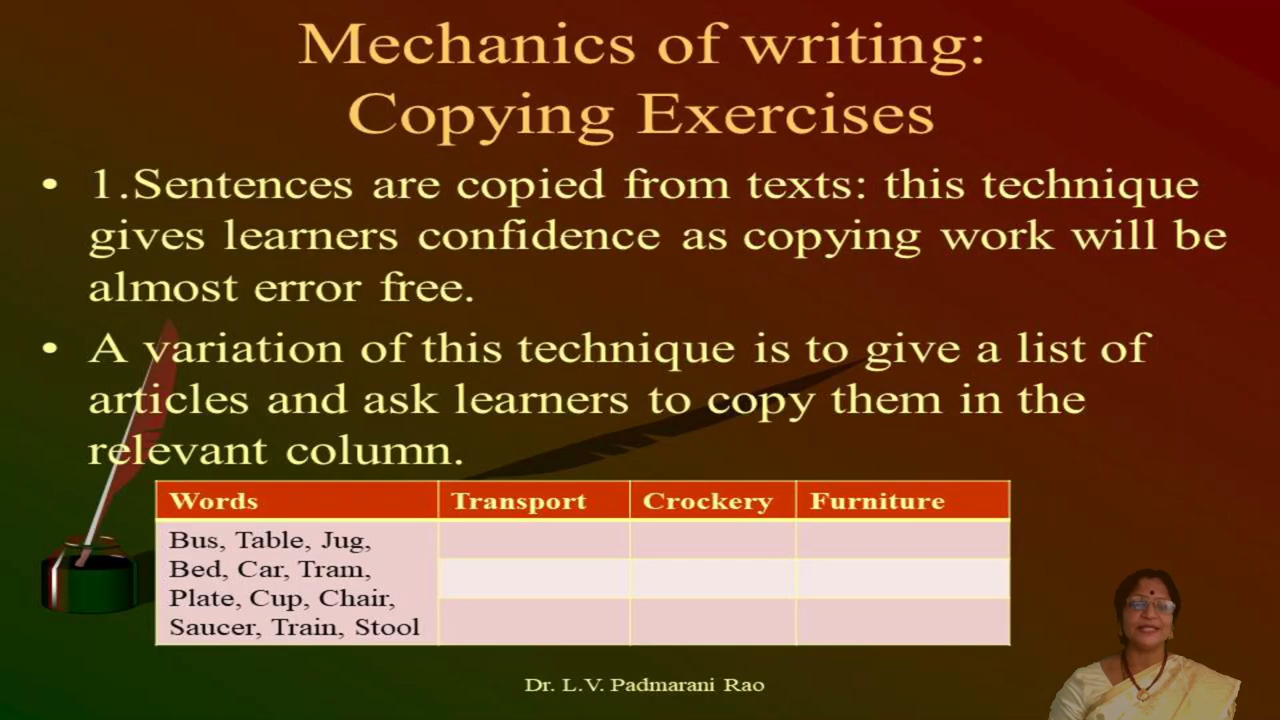 Mechanics of writing:
Copying Exercises
• 1.Sentences are copied from texts: this technique
gives learners confidence as copying work will be
almost error free.
• A variation of this technique is to give a list of
articles and ask learners to copy them in the
relevant column.
Words Transport Crockery Furniture
Bus, Table, Jug,
Bed, Car, Tram,
Plate, Cup, Chair,
Saucer, Train, Stool
Dr. L.V. Padmarani Rao